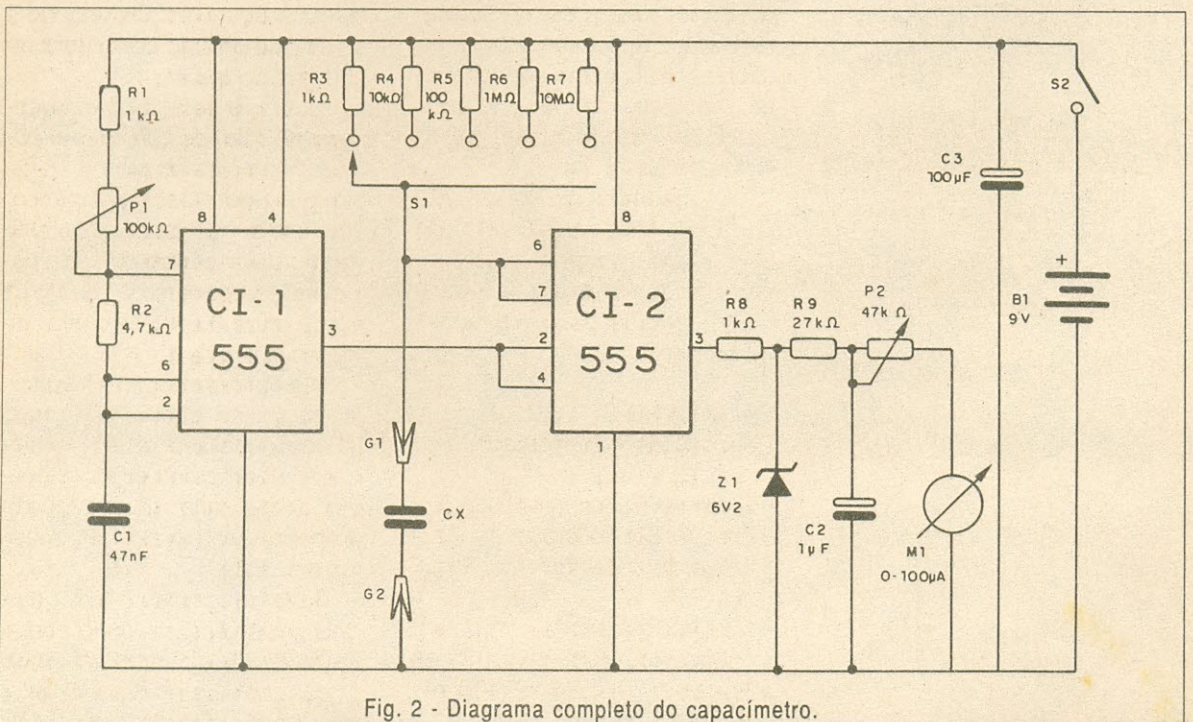 R1
1kΩ
P1
100kΩ
R2
4,7kΩ
C1
47nF
8
4
7
6
2
3
CI-1
555
R3
1kΩ
R4
10kΩ
R5
100
kΩ
R6
1MΩ
R7
10MΩ
S1
G1
CX
G2
8
6
7
2
4
3
1
CI-2
555
R8
1kΩ
R9
27kΩ
P2
47kΩ
Z1
6V2
C2
1µF
M1
0-100µA
C3
100µF
S2
+
B1
9V
Fig. 2 - Diagrama completo do capacímetro.